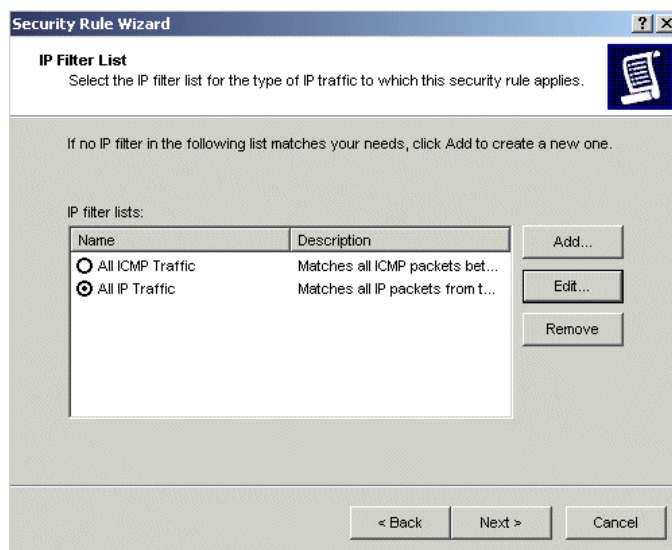 Security Rule Wizard
IP Filter List
Select the IP filter list for the type of IP traffic to which this security rule applies.
If no IP filter in the following list matches your needs, click Add to create a new one.
IP filter lists:
Name Description
All ICMP Traffic Matches all ICMP packets bet...
All IP Traffic Matches all IP packets from t...
Add...
Edit...
Remove
< Back Next > Cancel